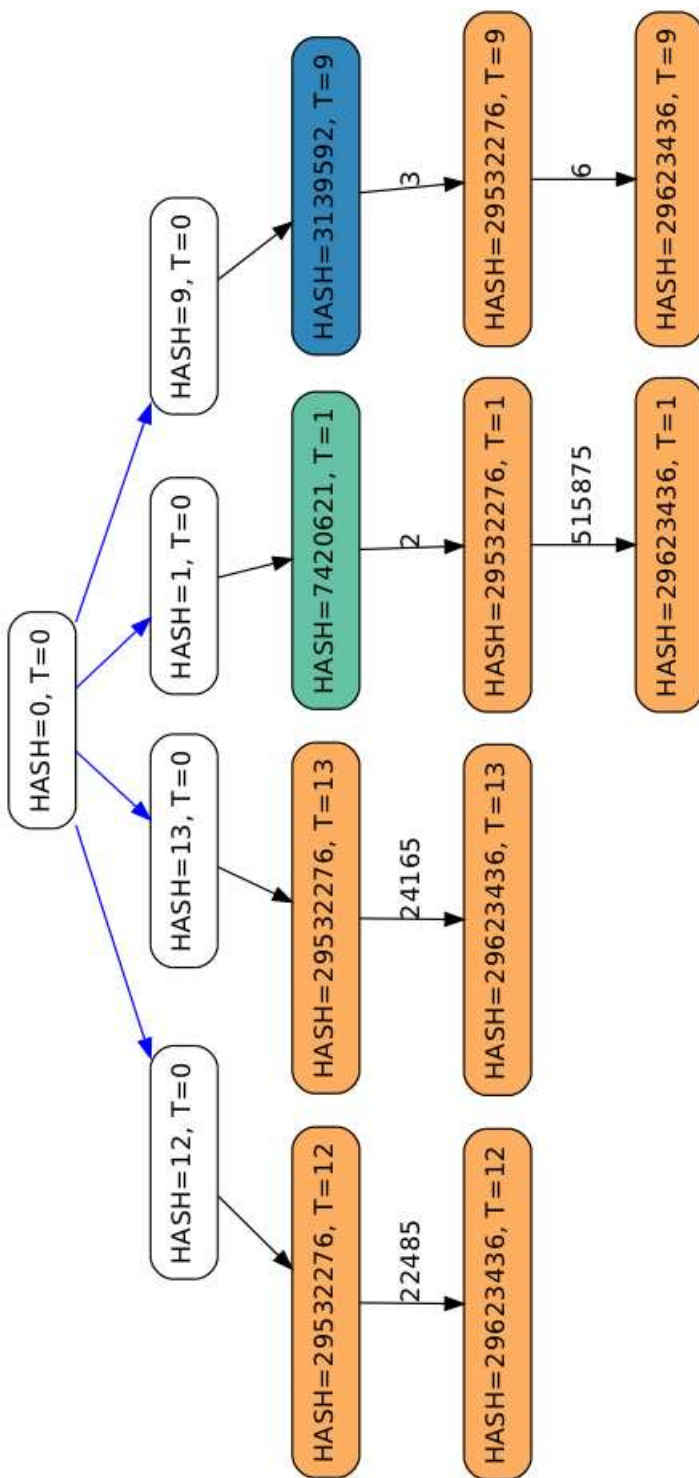 HASH=0, T=0
HASH=12, T=0
HASH=13, T=0
HASH=1, T=0
HASH=9, T=0
HASH=29532276, T=12
HASH=29532276, T=13
HASH=7420621, T=1
HASH=3139592, T=9
22485
24165
2
3
HASH=29623436, T=12
HASH=29623436, T=13
HASH=29532276, T=1
HASH=29532276, T=9
515875
6
HASH=29623436, T=1
HASH=29623436, T=9